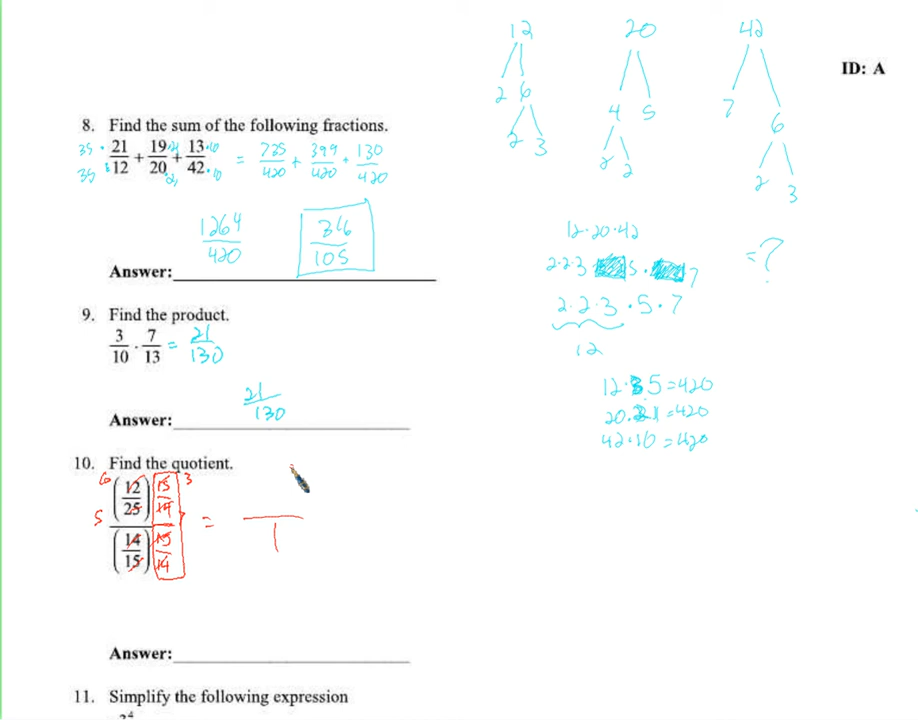 12 20 42
ID: A
2 6 4 5 7 6
2 3 2 2 2 3
8. Find the sum of the following fractions.
35 · 21/12 + 19/20 · 21 + 13/42 · 10 = 735/420 + 399/420 + 130/420
1264/420 316/105
Answer:
12·20·42
2·2·3 5· 7
=?
2·2·3·5·7
12
9. Find the product.
3/10 · 7/13 = 21/130
21/130
Answer:
12·35=420
20·21=420
42·10=420
10. Find the quotient.
6 (12/25) 15/14 3
5 (14/15) 15/14 = /1
Answer:
11. Simplify the following expression